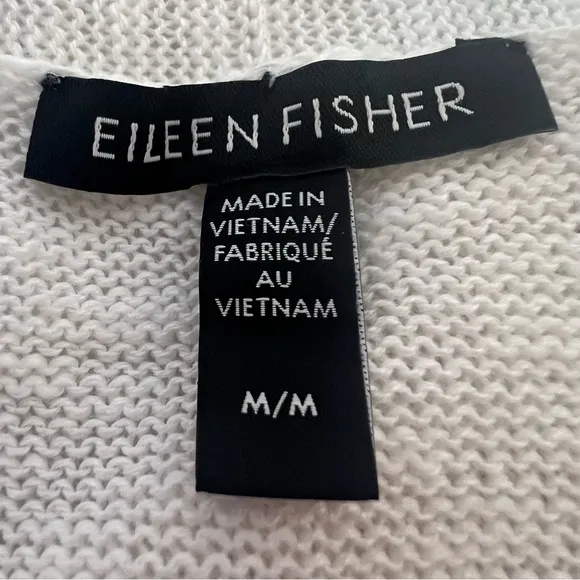 EILEEN FISHER
MADE IN
VIETNAM/
FABRIQUÉ
AU
VIETNAM
M/M